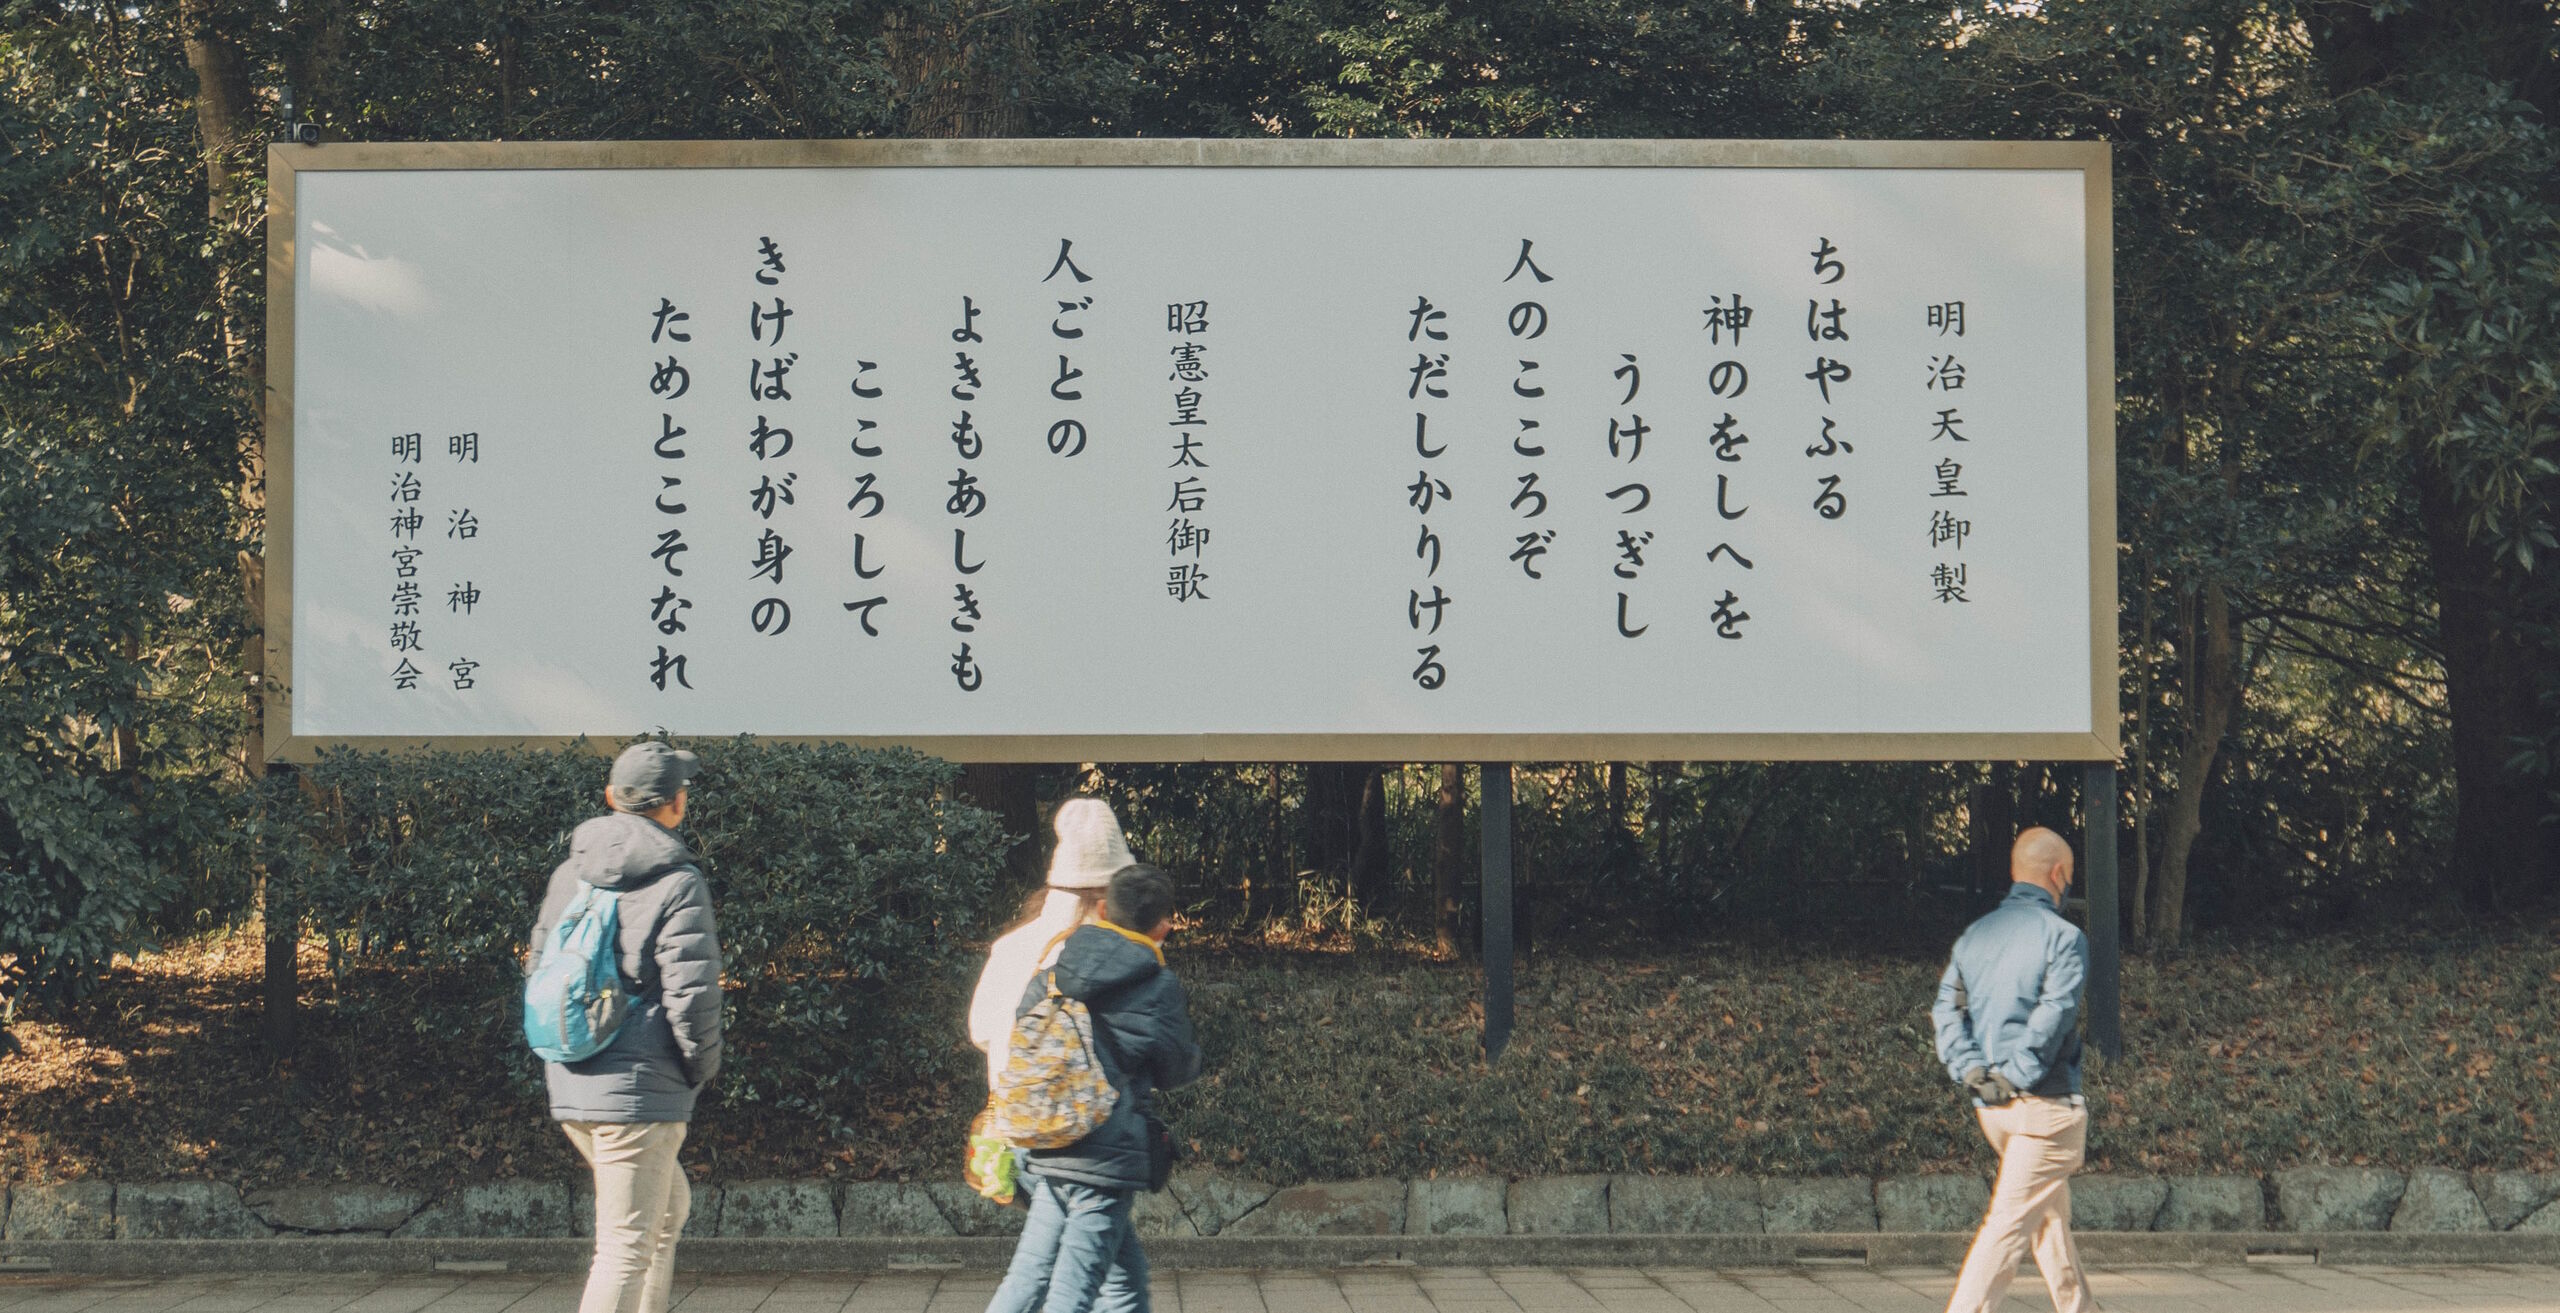 明治天皇御製
ちはやふる
神のをしへを
うけつぎし
人のこころぞ
ただしかりける
昭憲皇太后御歌
人ごとの
よきもあしきも
こころして
きけばわが身の
ためとこそなれ
明治神宮
明治神宮崇敬会